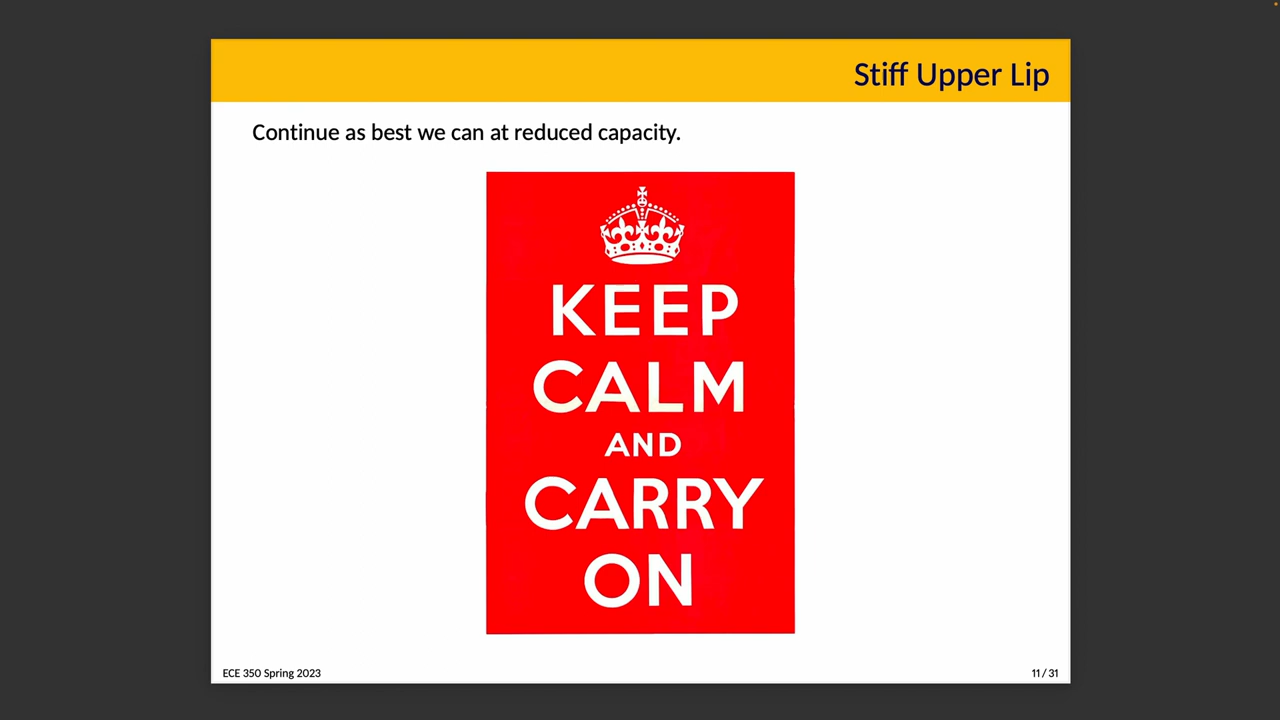 Stiff Upper Lip
Continue as best we can at reduced capacity.
KEEP
CALM
AND
CARRY
ON
ECE 350 Spring 2023
11 / 31